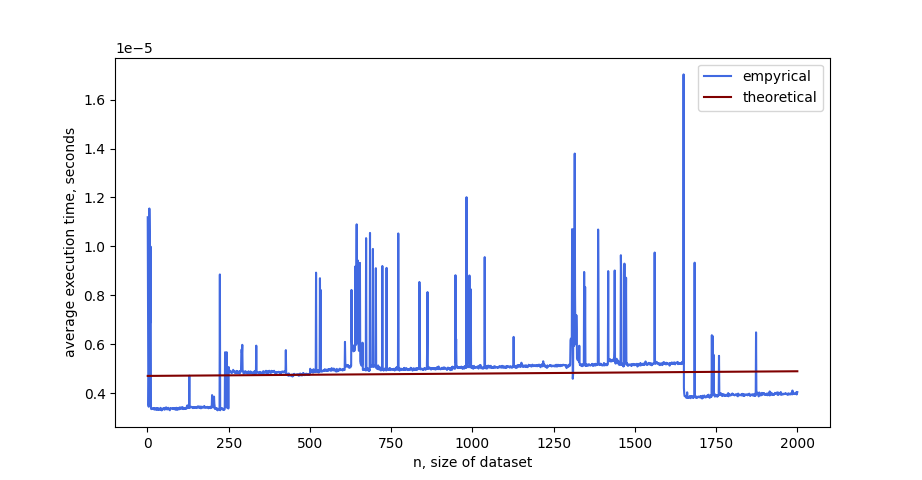 1e−5
empyrical
theoretical
1.6
1.4
1.2
1.0
0.8
0.6
0.4
average execution time, seconds
0 250 500 750 1000 1250 1500 1750 2000
n, size of dataset